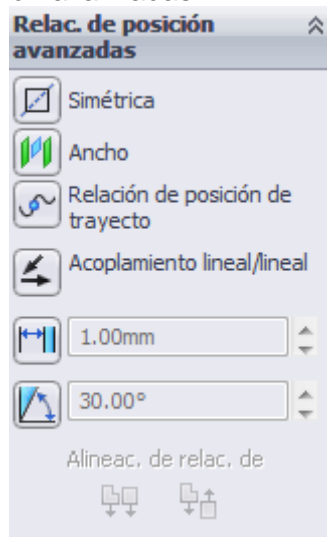 Relac. de posición
avanzadas
Simétrica
Ancho
Relación de posición de
trayecto
Acoplamiento lineal/lineal
1.00mm
30.00°
Alineac. de relac. de